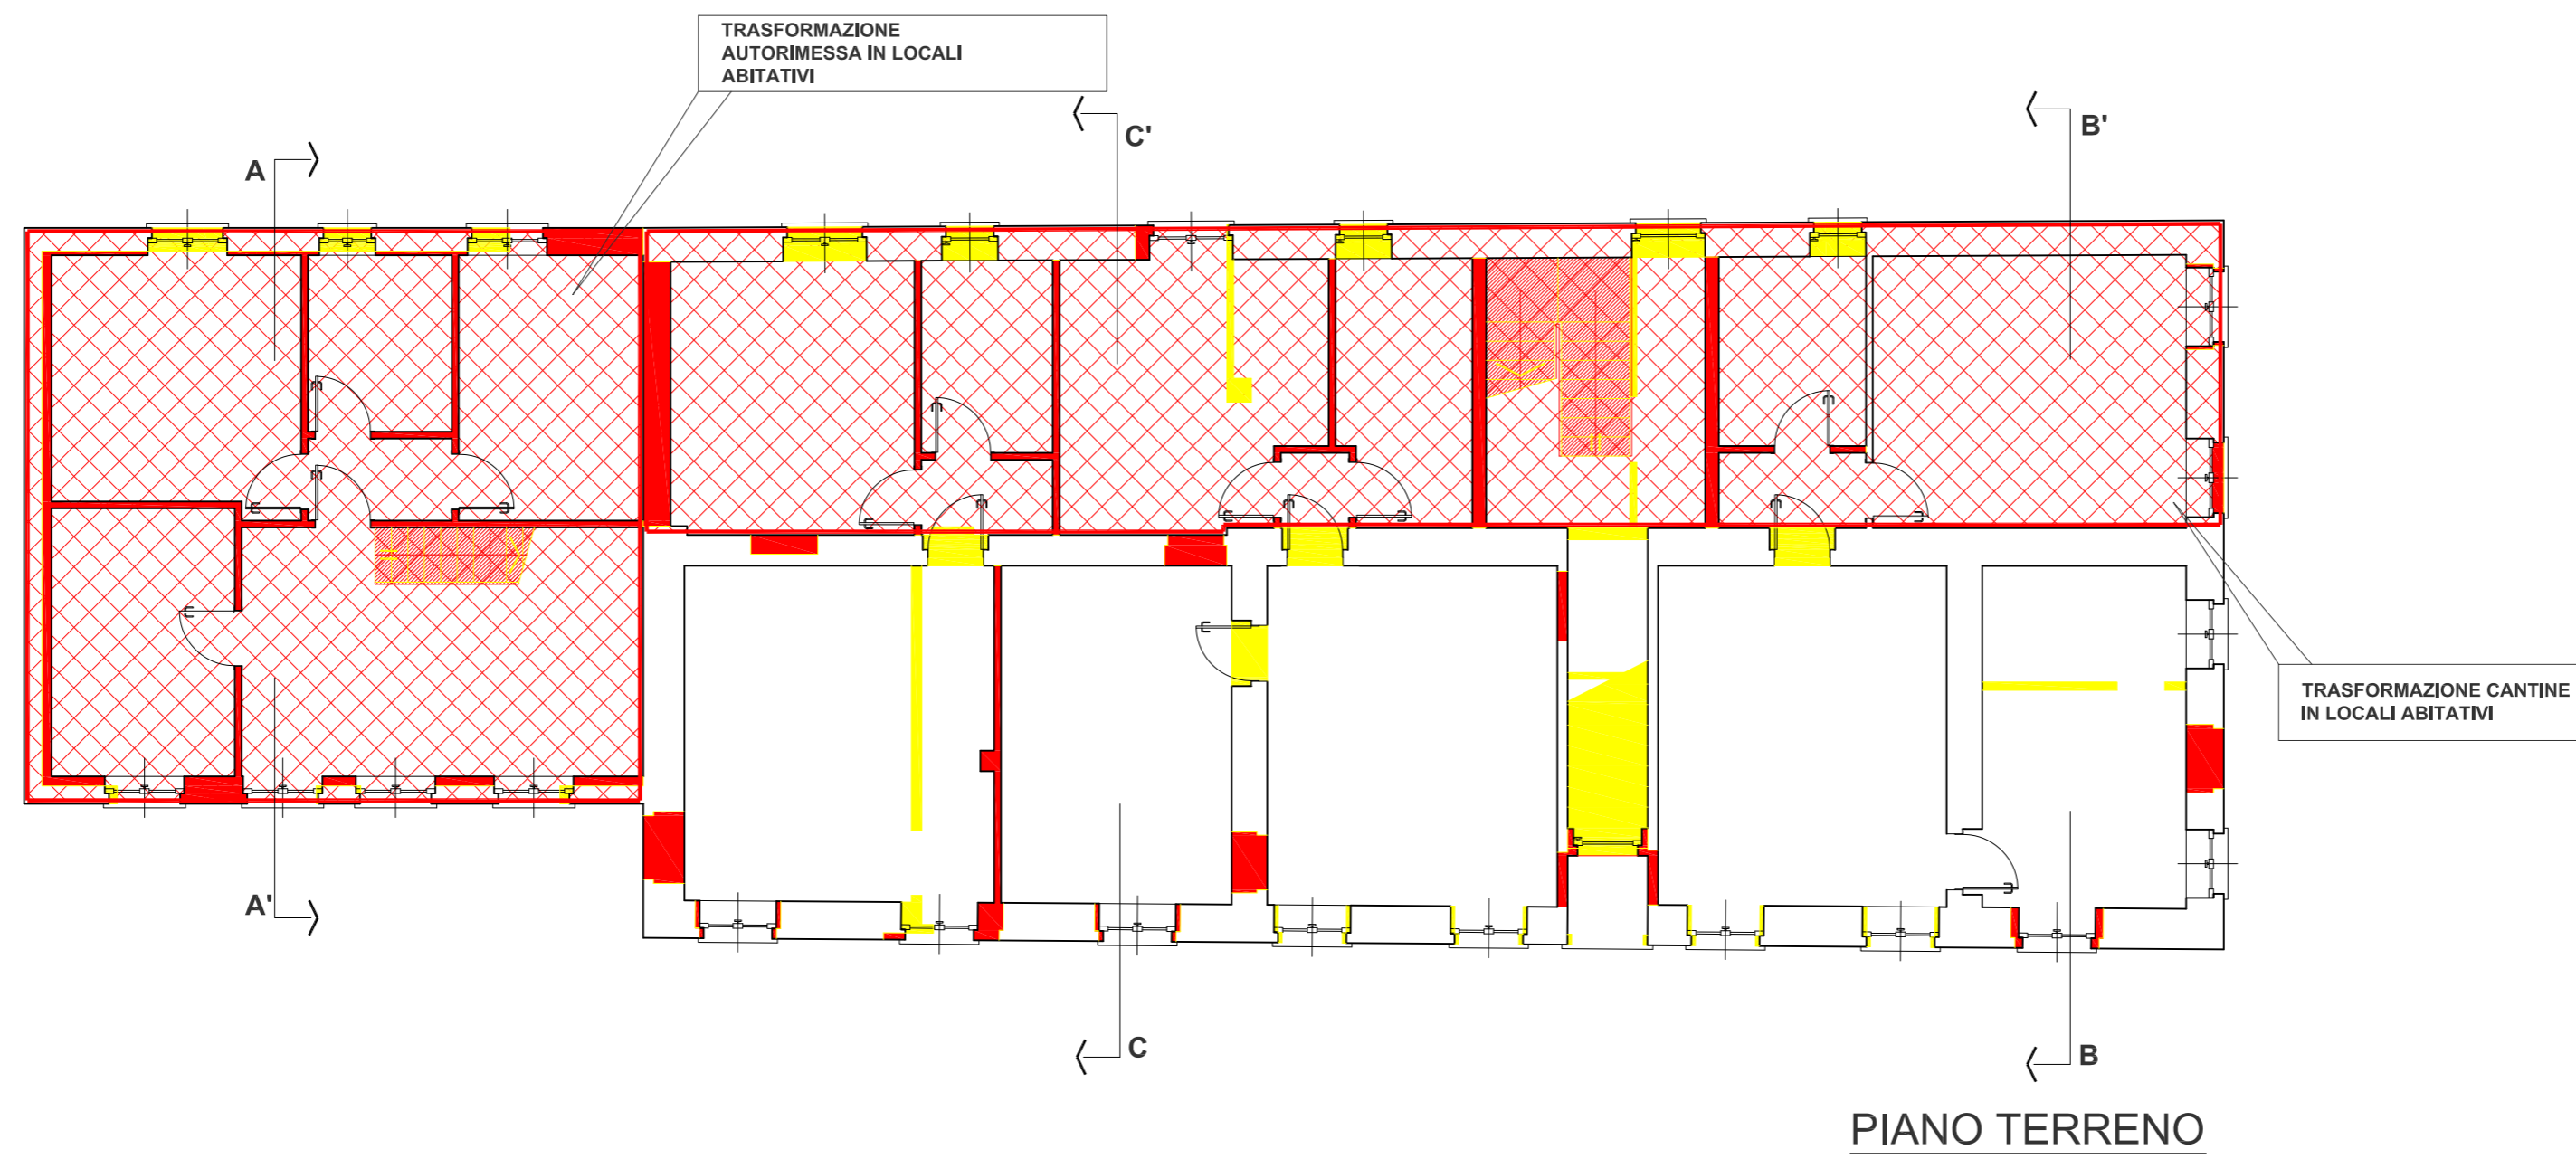 TRASFORMAZIONE
AUTORIMESSA IN LOCALI
ABITATIVI
C'
B'
A
TRASFORMAZIONE CANTINE
IN LOCALI ABITATIVI
A'
C
B
PIANO TERRENO